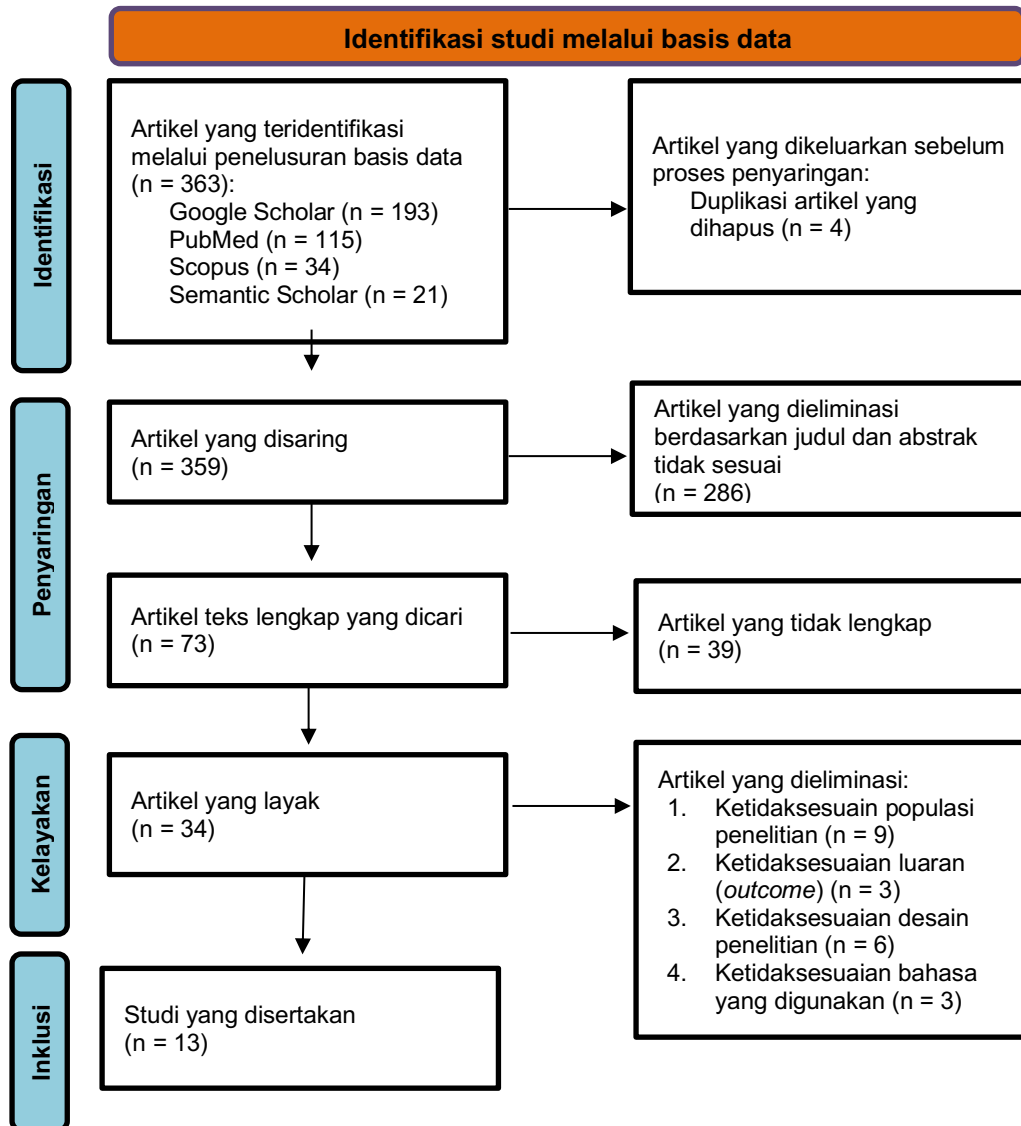 Identifikasi studi melalui basis data
Identifikasi
Artikel yang teridentifikasi
melalui penelusuran basis data
(n = 363):
Google Scholar (n = 193)
PubMed (n = 115)
Scopus (n = 34)
Semantic Scholar (n = 21)
Artikel yang dikeluarkan sebelum
proses penyaringan:
Duplikasi artikel yang
dihapus (n = 4)
Penyaringan
Artikel yang disaring
(n = 359)
Artikel yang dieliminasi
berdasarkan judul dan abstrak
tidak sesuai
(n = 286)
Artikel teks lengkap yang dicari
(n = 73)
Artikel yang tidak lengkap
(n = 39)
Kelayakan
Artikel yang layak
(n = 34)
Artikel yang dieliminasi:
1. Ketidaksesuain populasi
penelitian (n = 9)
2. Ketidaksesuaian luaran
(outcome) (n = 3)
3. Ketidaksesuaian desain
penelitian (n = 6)
4. Ketidaksesuaian bahasa
yang digunakan (n = 3)
Inklusi
Studi yang disertakan
(n = 13)